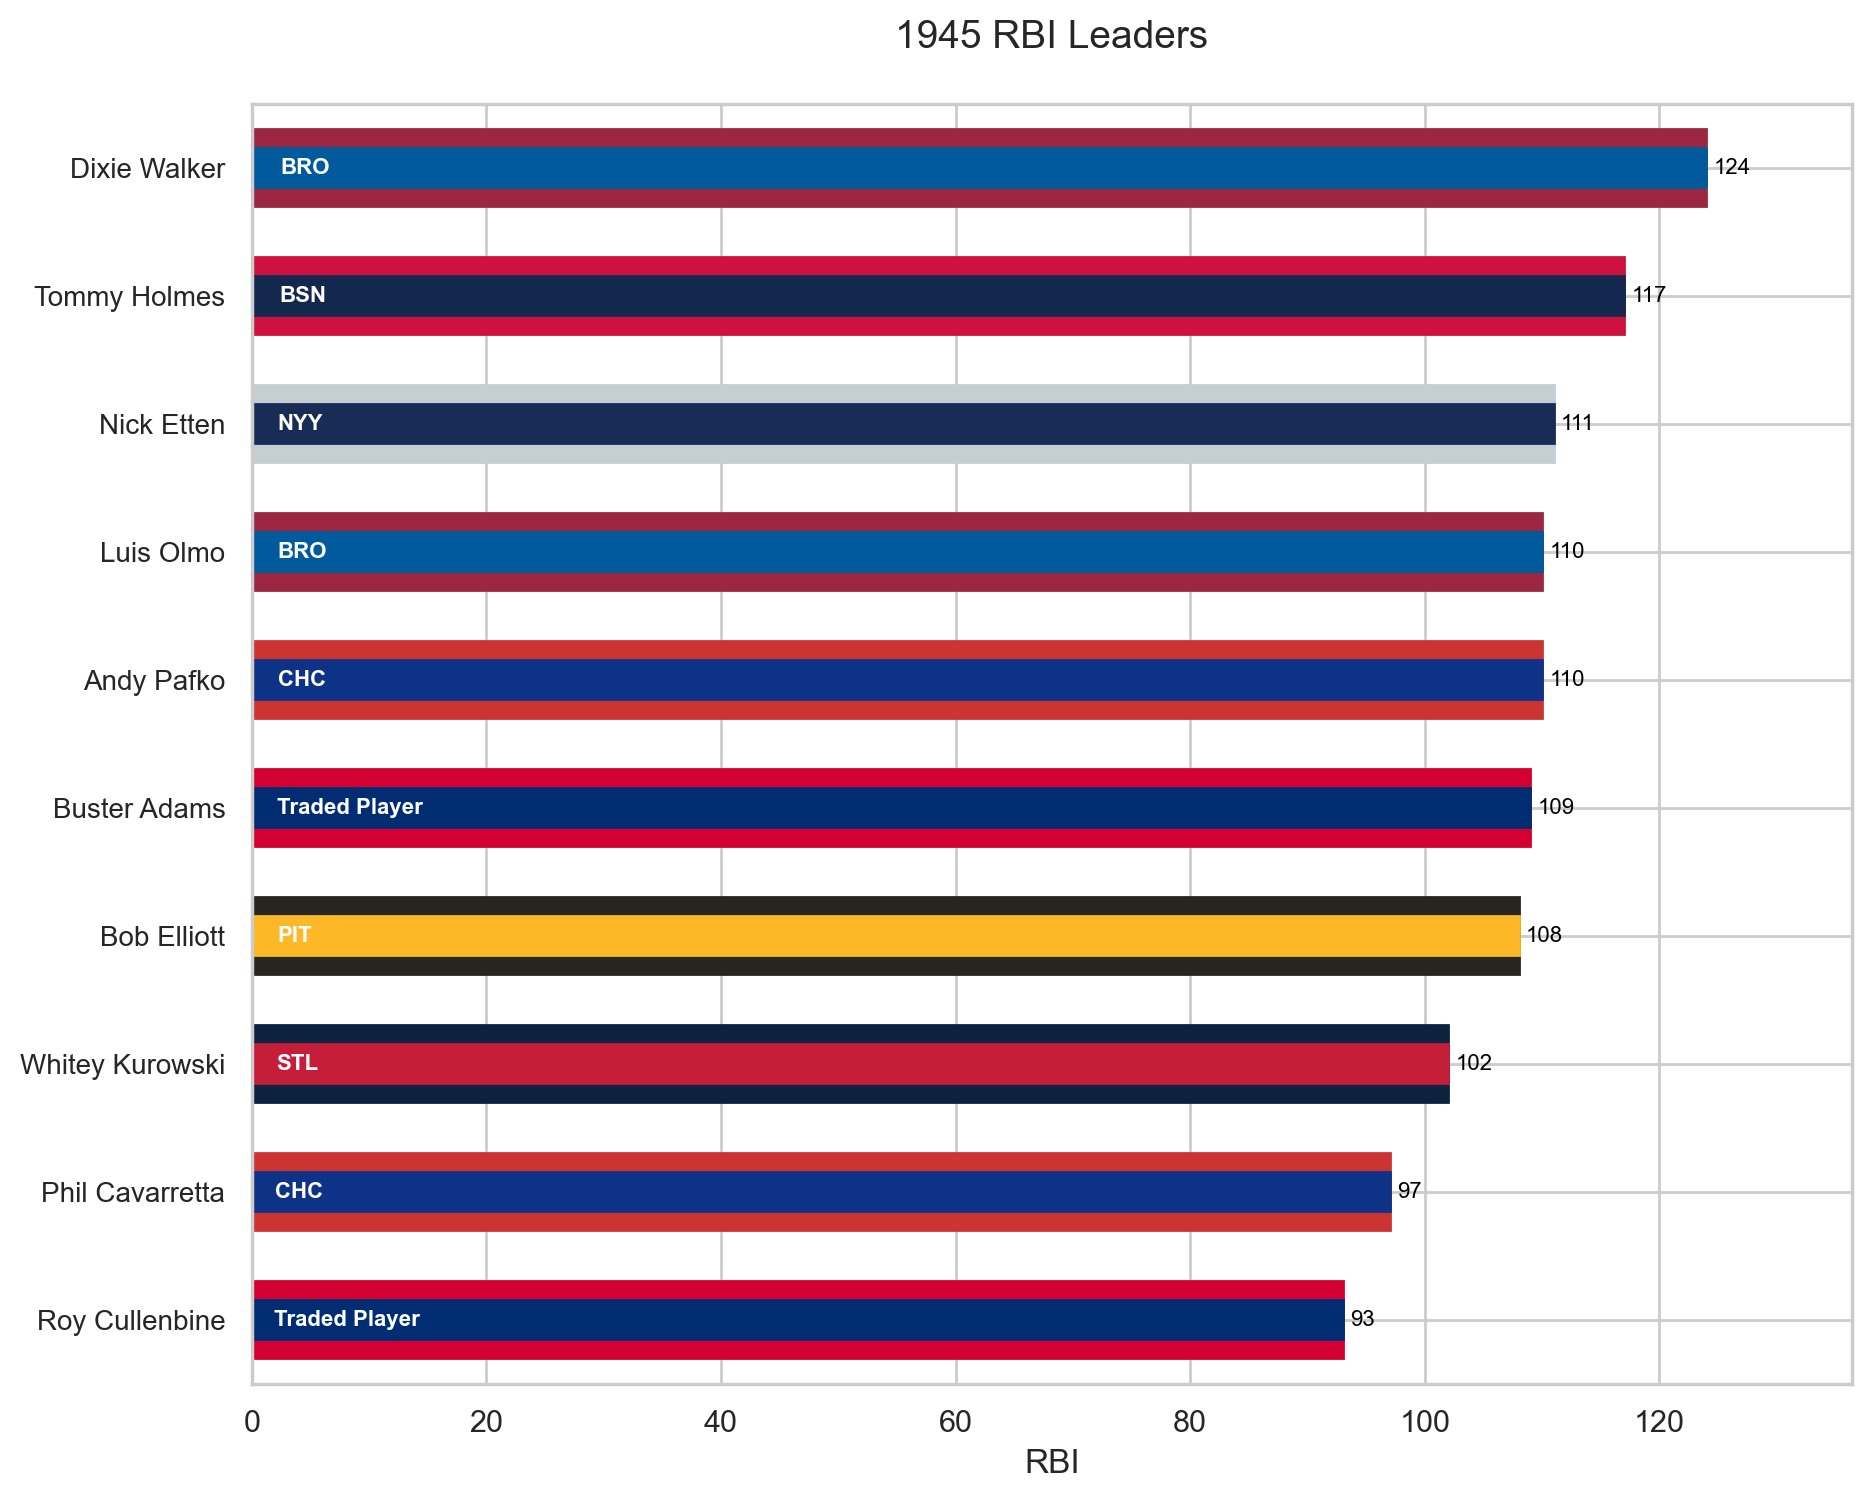 1945 RBI Leaders
Dixie Walker BRO 124
Tommy Holmes BSN 117
Nick Etten NYY 111
Luis Olmo BRO 110
Andy Pafko CHC 110
Buster Adams Traded Player 109
Bob Elliott PIT 108
Whitey Kurowski STL 102
Phil Cavarretta CHC 97
Roy Cullenbine Traded Player 93
0 20 40 60 80 100 120
RBI